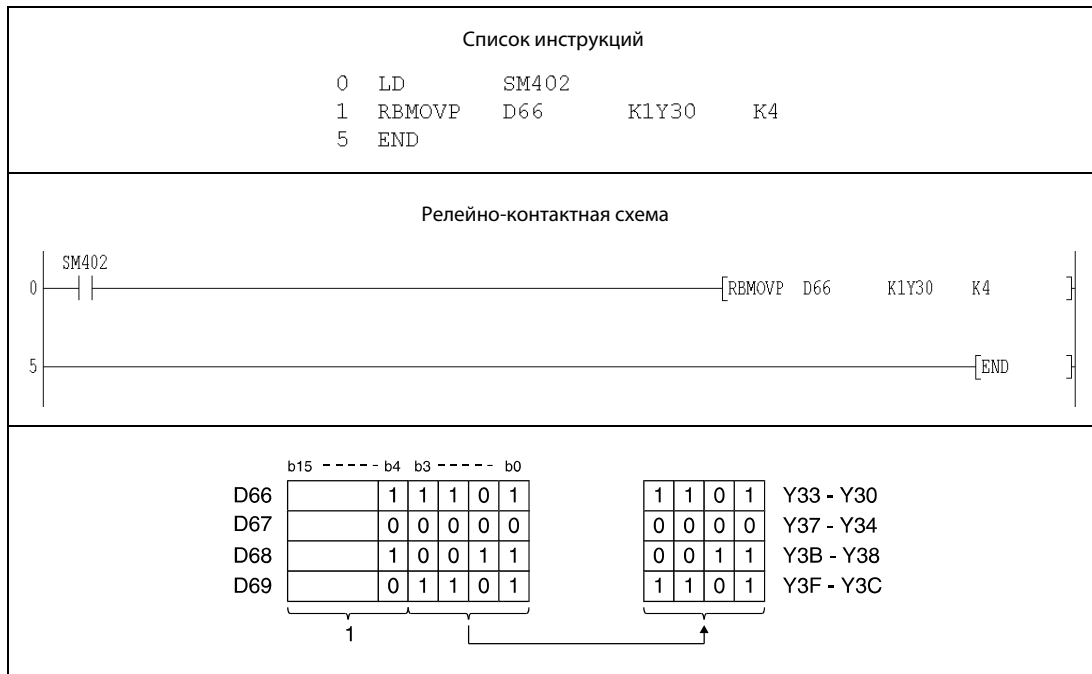 Список инструкций
0 LD SM402
1 RBMOVP D66 K1Y30 K4
5 END
Релейно-контактная схема
SM402
0 RBMOVP D66 K1Y30 K4
5 END
b15 ----- b4 b3 ----- b0
D66 1 1 1 0 1 1 1 0 1 Y33 - Y30
D67 0 0 0 0 0 0 0 0 0 Y37 - Y34
D68 1 0 0 1 1 0 0 1 1 Y3B - Y38
D69 0 1 1 0 1 1 1 0 1 Y3F - Y3C
1